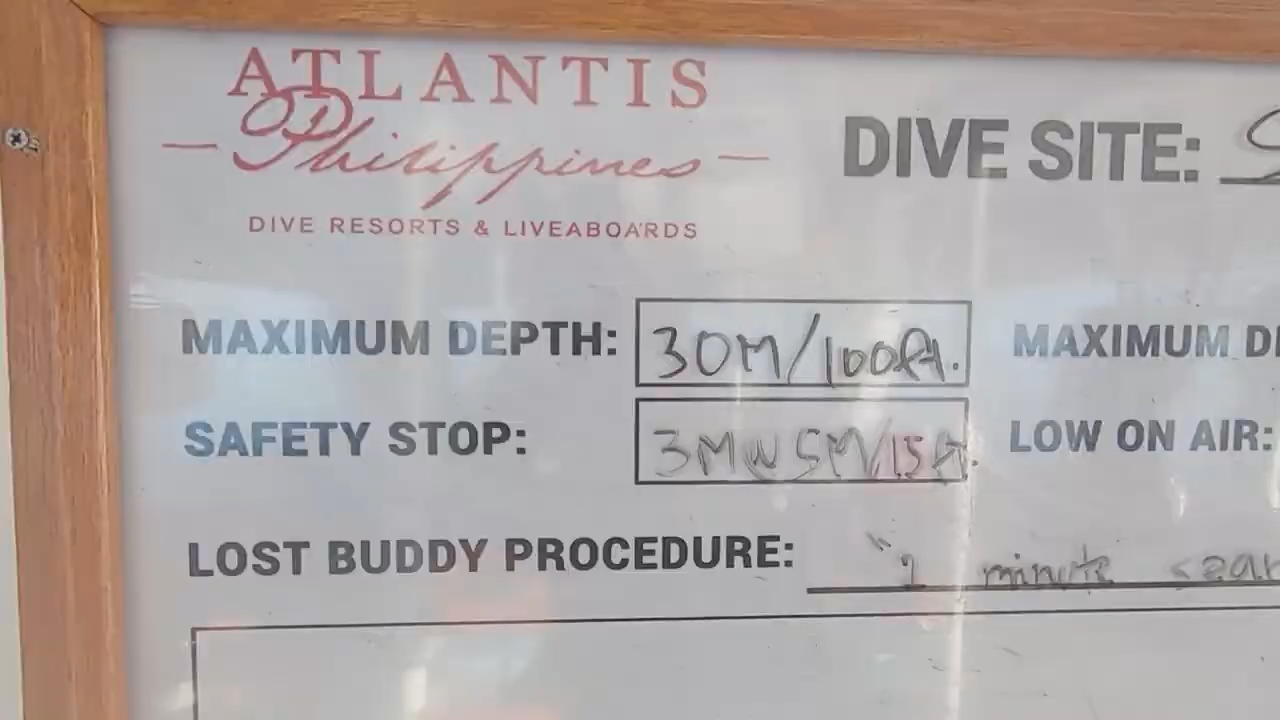 ATLANTIS
Philippines
DIVE RESORTS & LIVEABOARDS
DIVE SITE:
MAXIMUM DEPTH: 30M/100ft. MAXIMUM
SAFETY STOP: 5M/15ft. LOW ON AIR:
LOST BUDDY PROCEDURE: minute